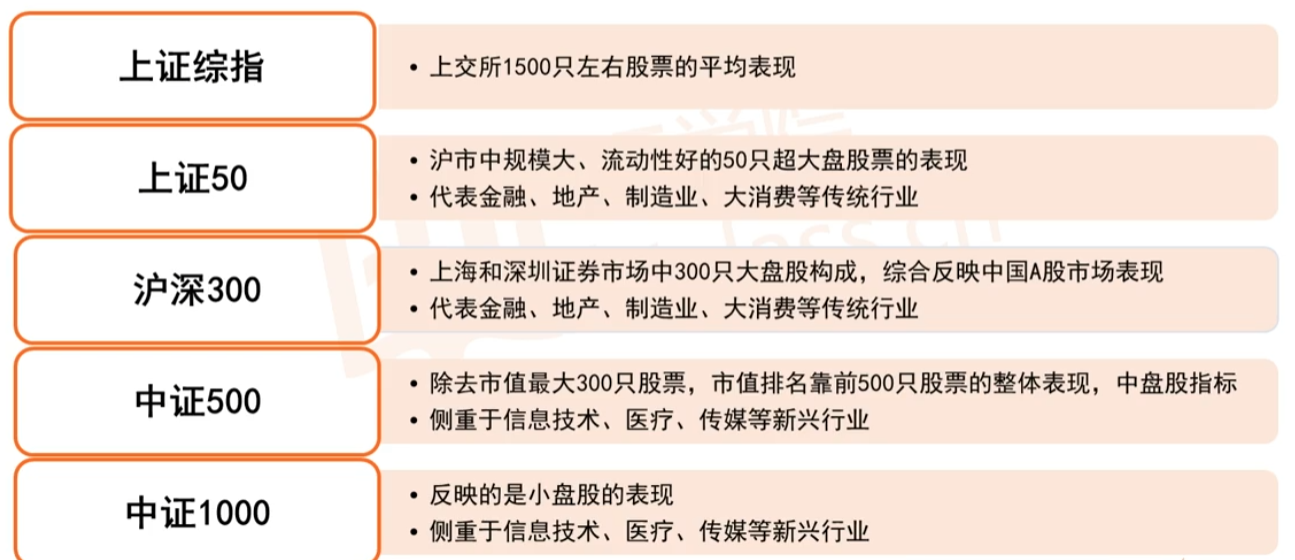 上证综指
• 上交所1500只左右股票的平均表现
上证50
• 沪市中规模大、流动性好的50只超大盘股票的表现
• 代表金融、地产、制造业、大消费等传统行业
沪深300
• 上海和深圳证券市场中300只大盘股构成，综合反映中国A股市场表现
• 代表金融、地产、制造业、大消费等传统行业
中证500
• 除去市值最大300只股票，市值排名靠前500只股票的整体表现，中盘股指标
• 侧重于信息技术、医疗、传媒等新兴行业
中证1000
• 反映的是小盘股的表现
• 侧重于信息技术、医疗、传媒等新兴行业